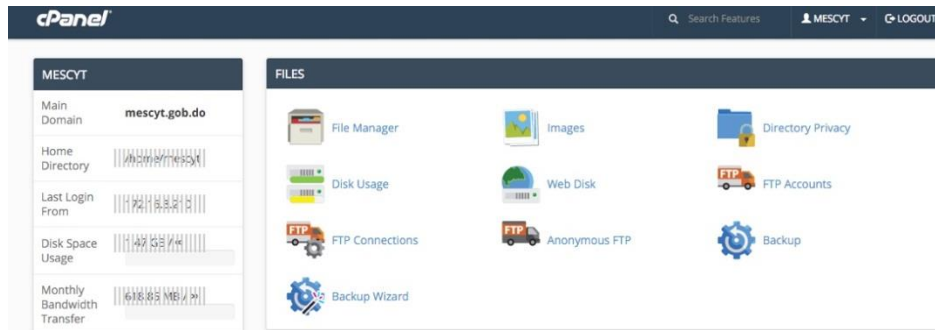 cPanel
Search Features
MESCYT
LOGOUT
MESCYT
Main
Domain
mescyt.gob.do
Home
Directory
/home/mescyt
Last Login
From
Disk Space
Usage
Monthly
Bandwidth
Transfer
FILES
File Manager
Images
Directory Privacy
Disk Usage
Web Disk
FTP
FTP Accounts
FTP
FTP Connections
FTP
Anonymous FTP
Backup
Backup Wizard